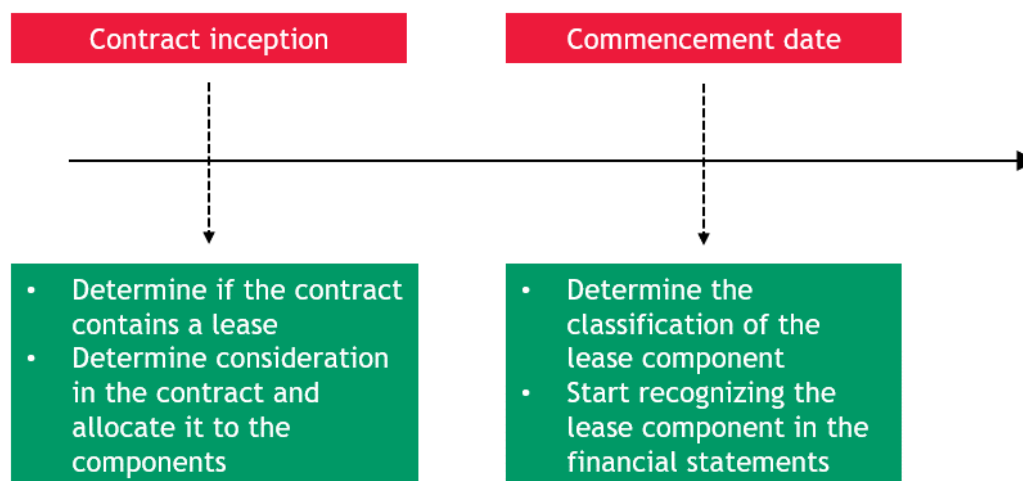 Contract inception
Commencement date
• Determine if the contract
contains a lease
• Determine consideration
in the contract and
allocate it to the
components
• Determine the
classification of the
lease component
• Start recognizing the
lease component in the
financial statements